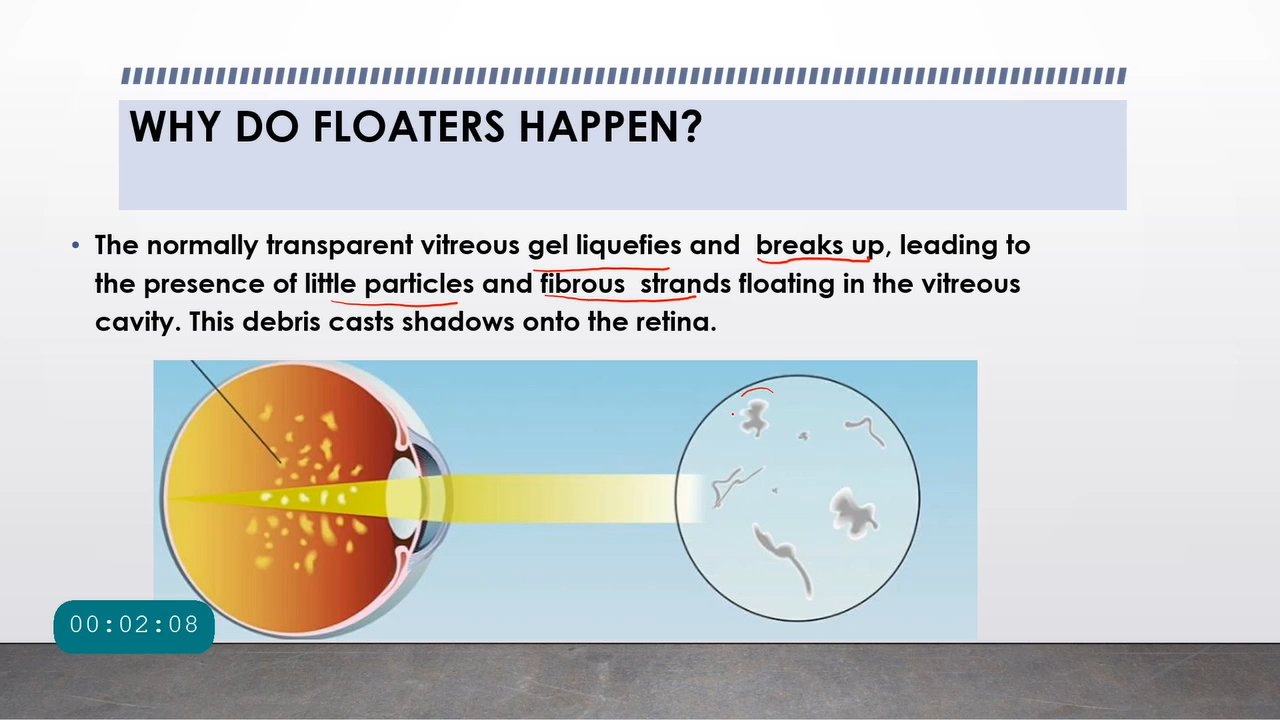 WHY DO FLOATERS HAPPEN?
• The normally transparent vitreous gel liquefies and breaks up, leading to
the presence of little particles and fibrous strands floating in the vitreous
cavity. This debris casts shadows onto the retina.
00:02:08